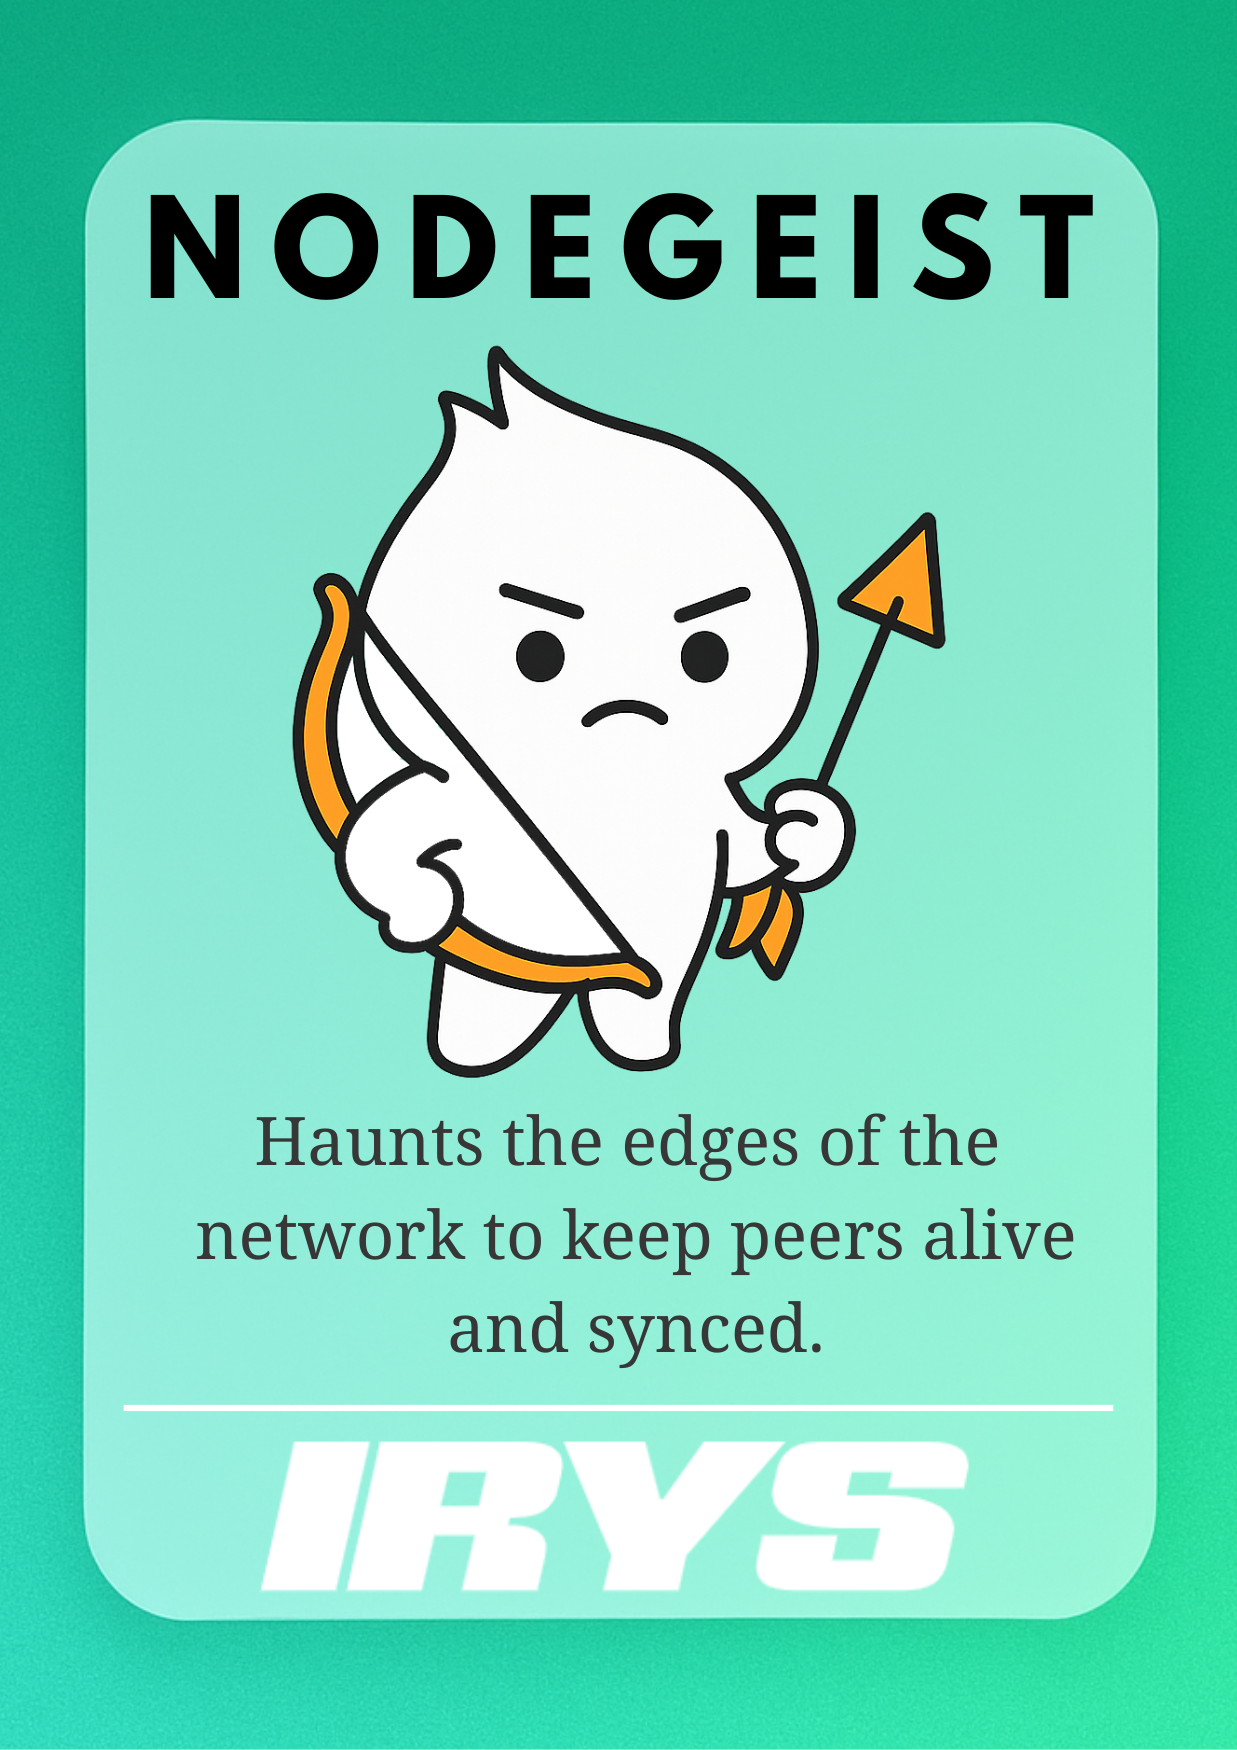 NODEGEIST
Haunts the edges of the
network to keep peers alive
and synced.
IRYS